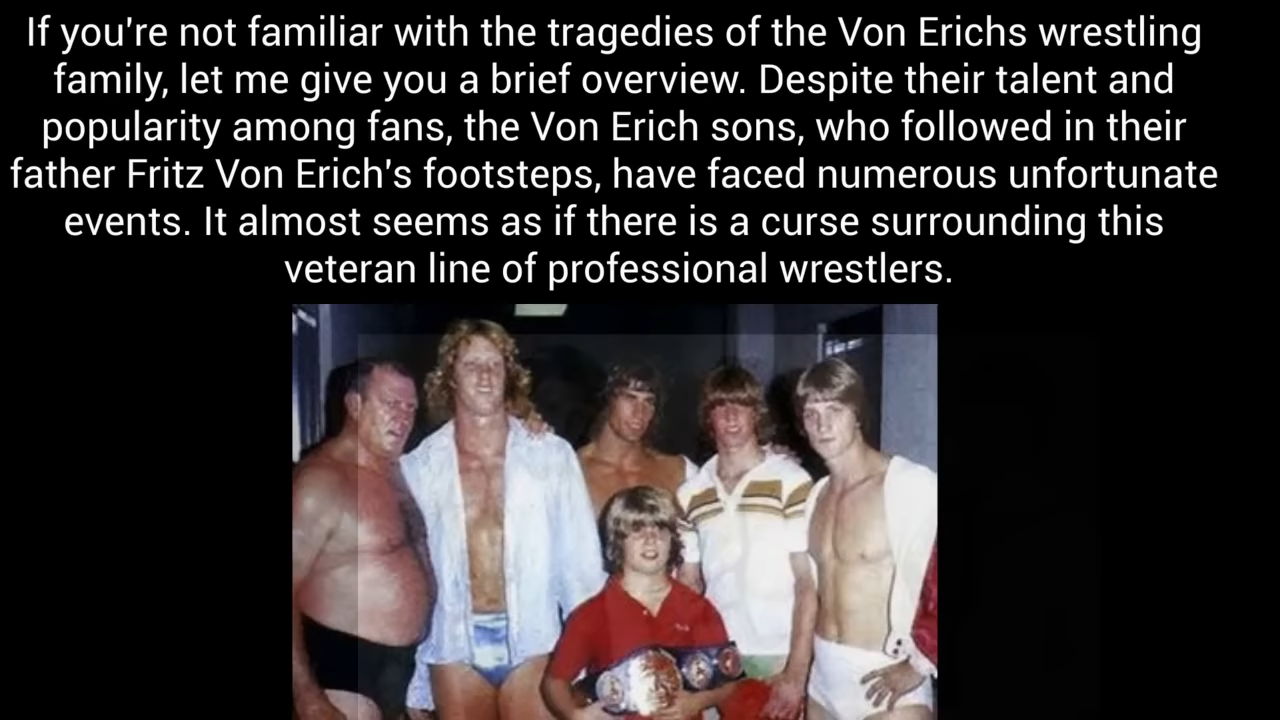 If you're not familiar with the tragedies of the Von Erichs wrestling
family, let me give you a brief overview. Despite their talent and
popularity among fans, the Von Erich sons, who followed in their
father Fritz Von Erich's footsteps, have faced numerous unfortunate
events. It almost seems as if there is a curse surrounding this
veteran line of professional wrestlers.